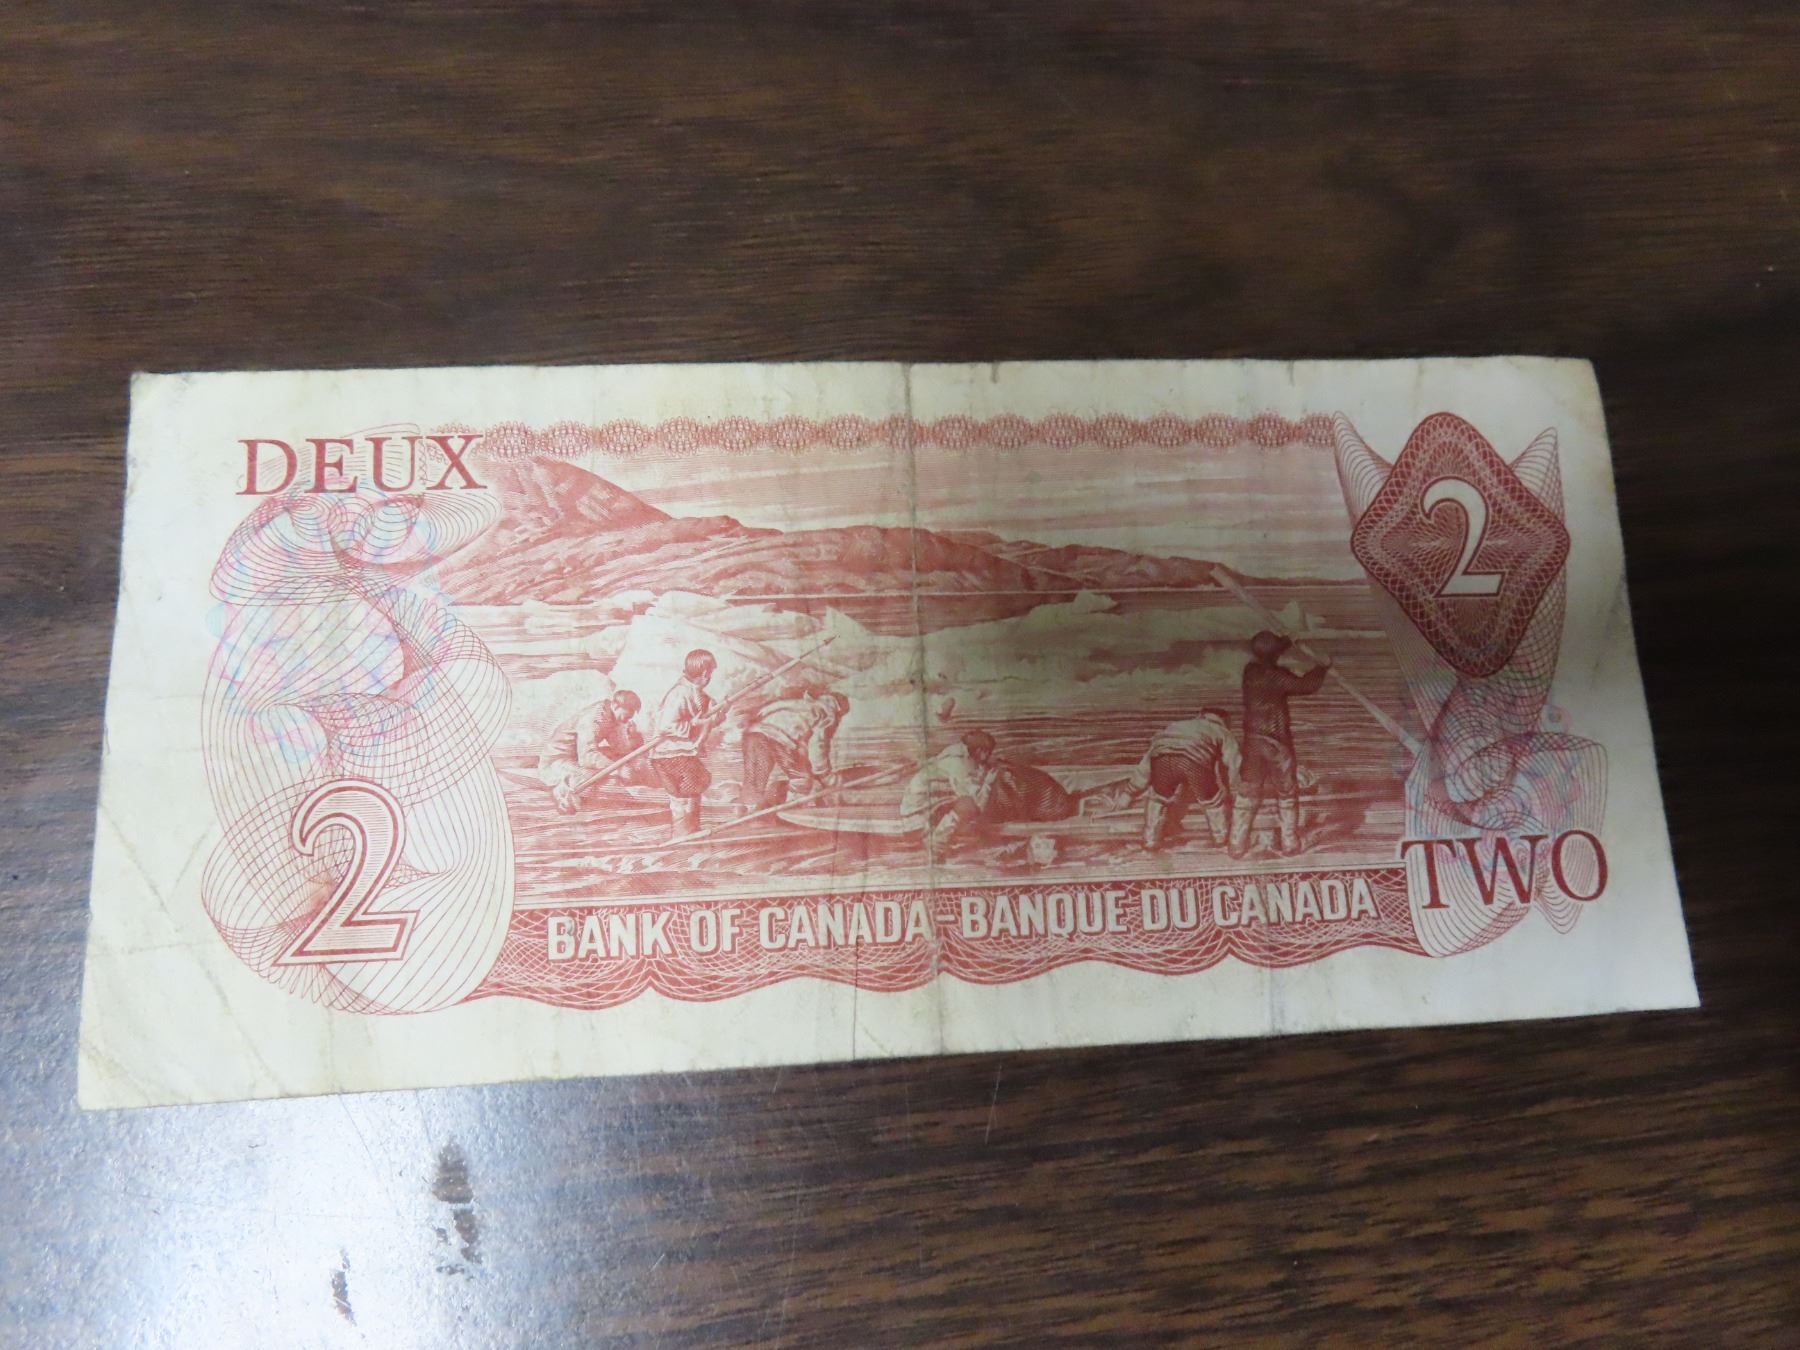 DEUX
2
2
TWO
BANK OF CANADA-BANQUE DU CANADA